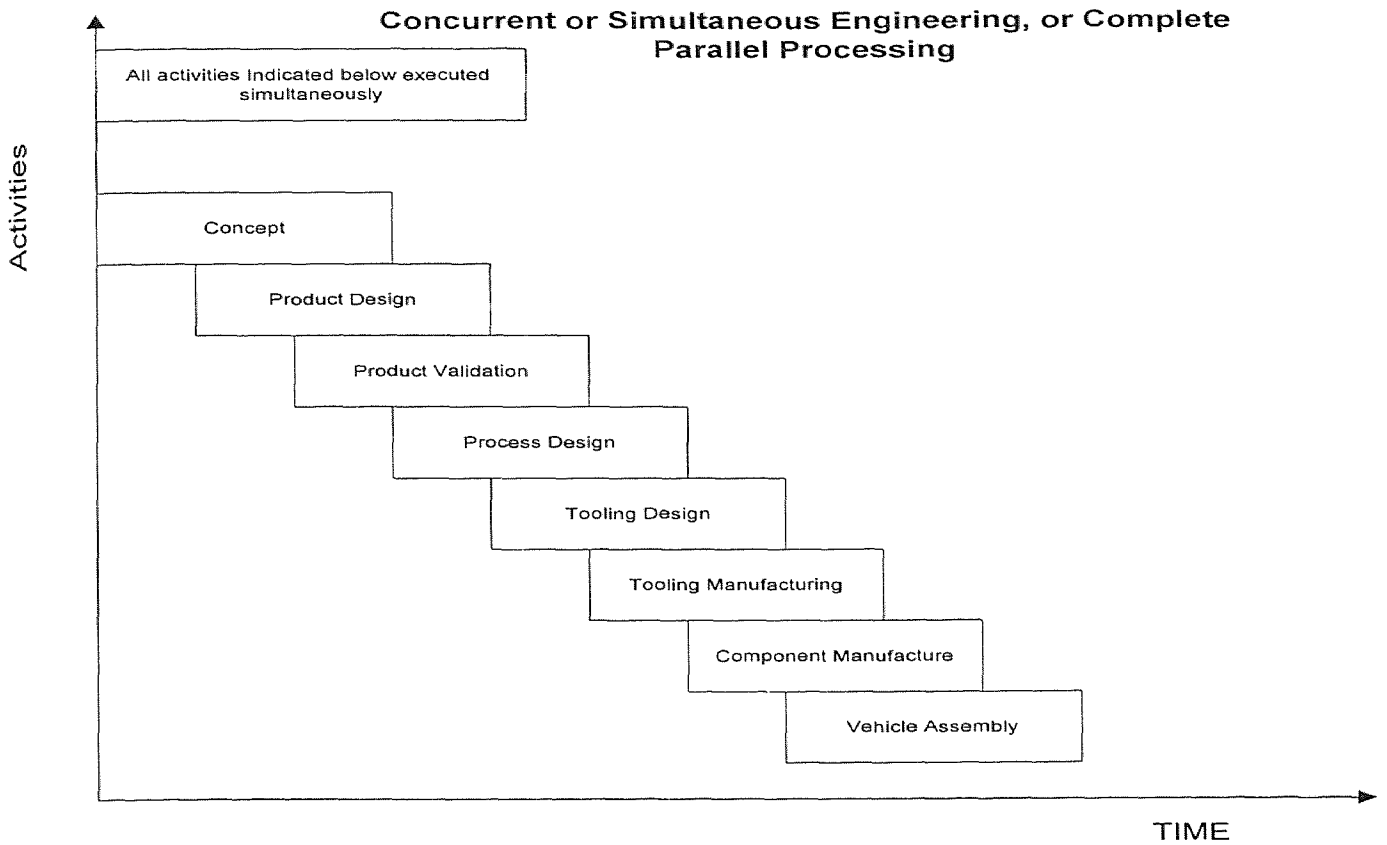 Concurrent or Simultaneous Engineering, or Complete
Parallel Processing
All activities Indicated below executed
simultaneously
Activities
Concept
Product Design
Product Validation
Process Design
Tooling Design
Tooling Manufacturing
Component Manufacture
Vehicle Assembly
TIME